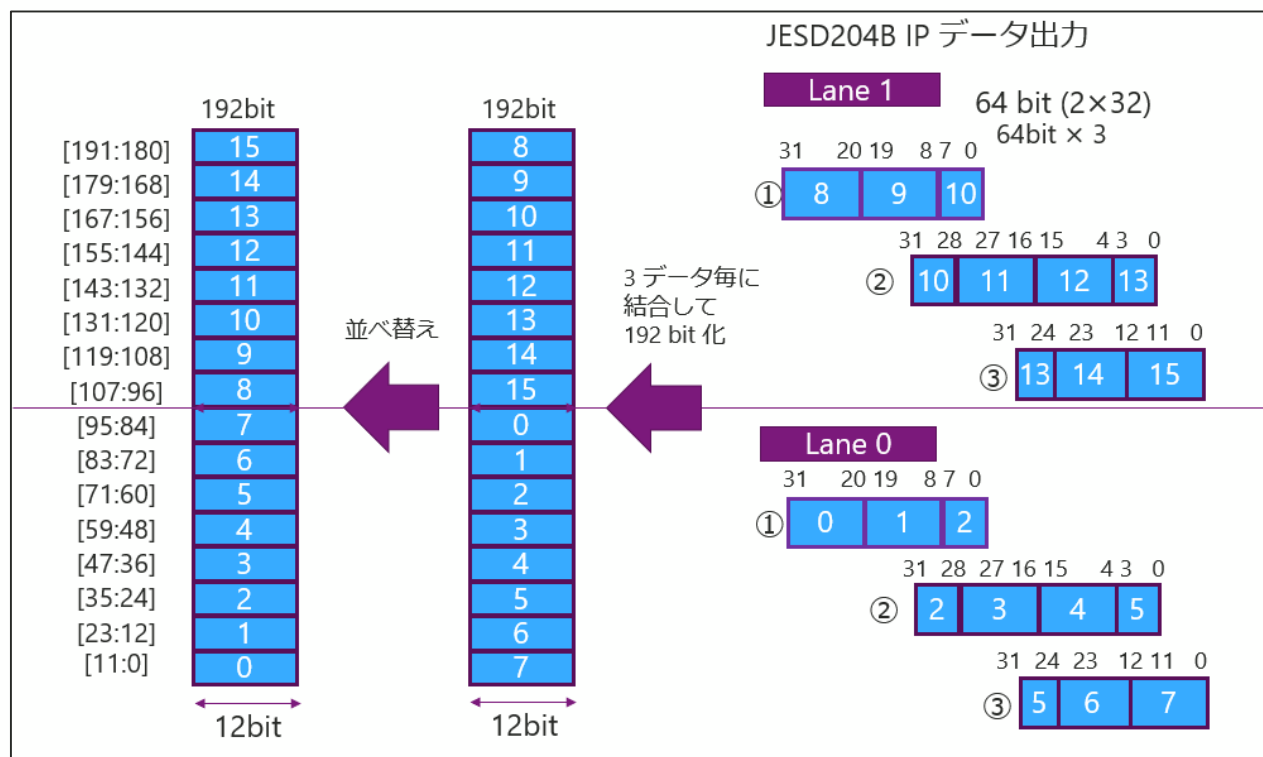 JESD204B IP データ出力
Lane 1
64 bit (2×32)
64bit × 3
31 20 19 8 7 0
① 8 9 10
31 28 27 16 15 4 3 0
② 10 11 12 13
31 24 23 12 11 0
③ 13 14 15
Lane 0
31 20 19 8 7 0
① 0 1 2
31 28 27 16 15 4 3 0
② 2 3 4 5
31 24 23 12 11 0
③ 5 6 7
3 データ毎に
結合して
192 bit 化
192bit
8
9
10
11
12
13
14
15
0
1
2
3
4
5
6
7
12bit
並べ替え
192bit
[191:180] 15
[179:168] 14
[167:156] 13
[155:144] 12
[143:132] 11
[131:120] 10
[119:108] 9
[107:96] 8
[95:84] 7
[83:72] 6
[71:60] 5
[59:48] 4
[47:36] 3
[35:24] 2
[23:12] 1
[11:0] 0
12bit